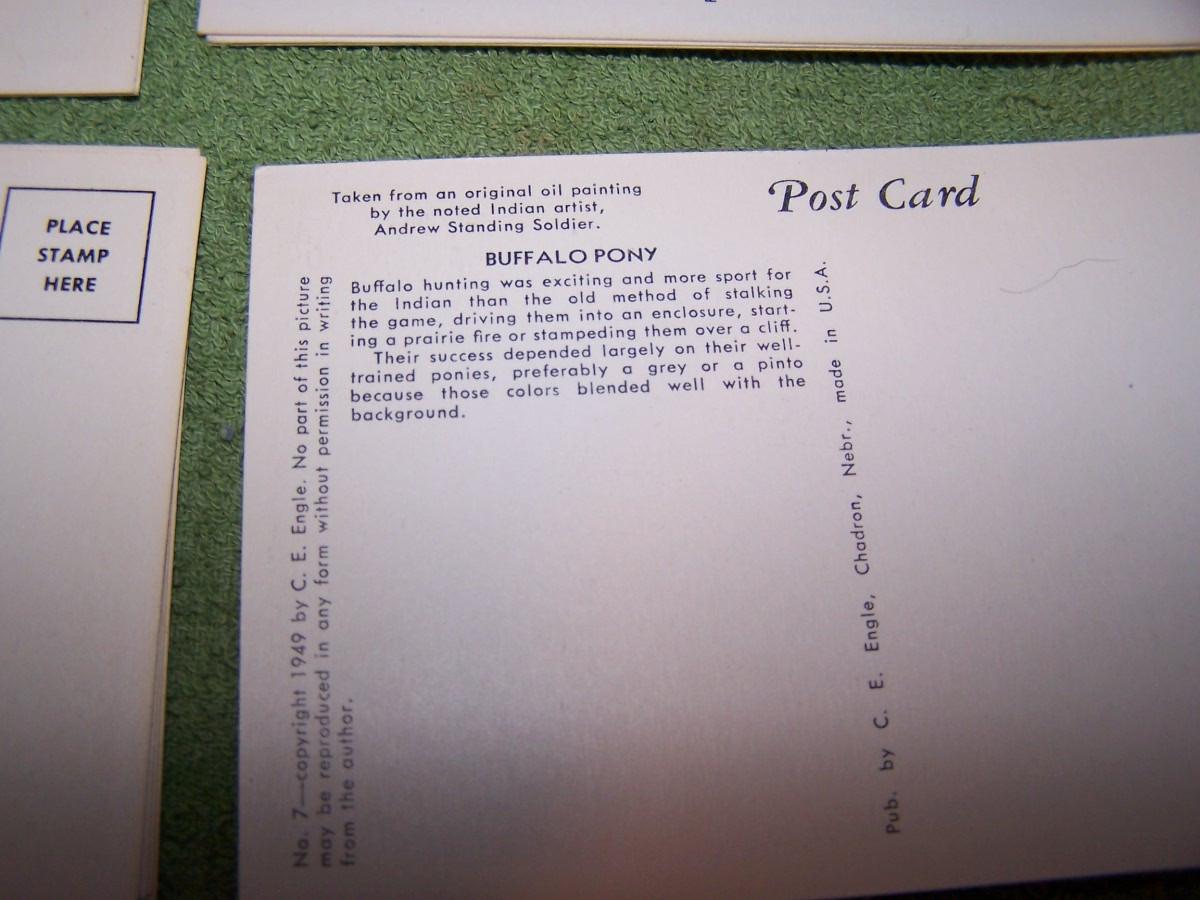 PLACE
STAMP
HERE
Taken from an original oil painting
by the noted Indian artist,
Andrew Standing Soldier.
Post Card
BUFFALO PONY
Buffalo hunting was exciting and more sport for
the Indian than the old method of stalking
the game, driving them into an enclosure, start-
ing a prairie fire or stampeding them over a cliff.
Their success depended largely on their well-
trained ponies, preferably a grey or a pinto
because those colors blended well with the
background.
No. 7—copyright 1949 by C. E. Engle. No part of this picture
may be reproduced in any form without permission in writing
from the author.
Pub. by C. E. Engle, Chadron, Nebr., made in U.S.A.